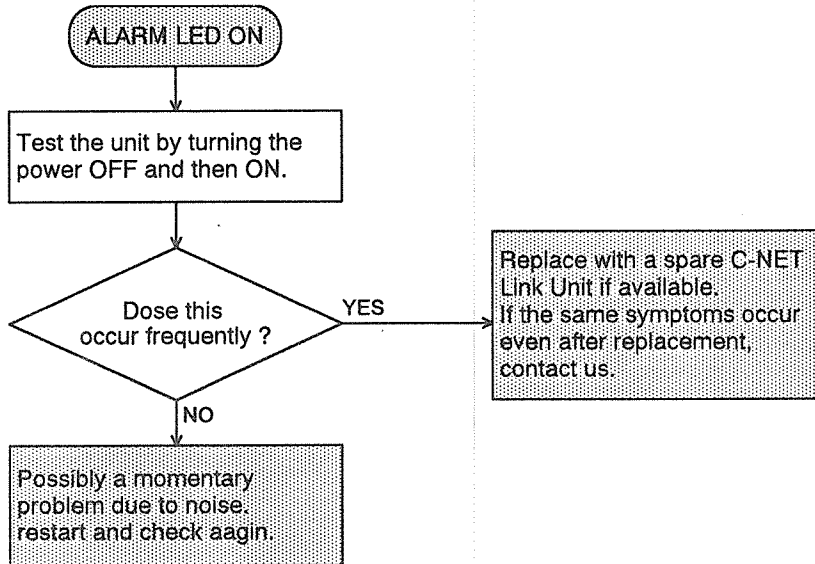 ALARM LED ON
Test the unit by turning the
power OFF and then ON.
Dose this
occur frequently ?
YES
Replace with a spare C-NET
Link Unit if available.
If the same symptoms occur
even after replacement,
contact us.
NO
Possibly a momentary
problem due to noise.
restart and check aagin.